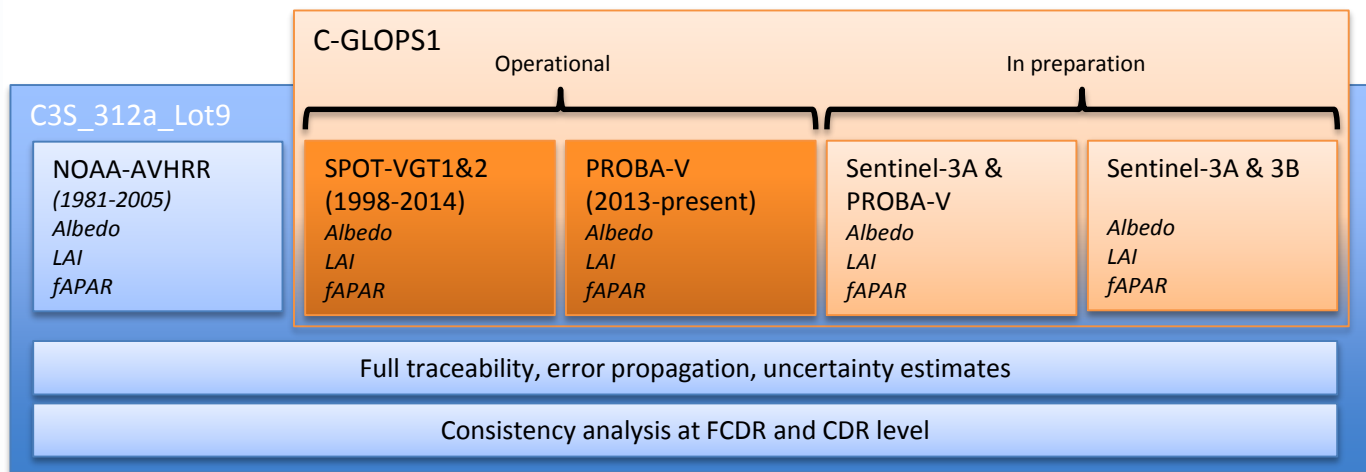 C-GLOPS1
Operational
In preparation
C3S_312a_Lot9
NOAA-AVHRR
(1981-2005)
Albedo
LAI
fAPAR
SPOT-VGT1&2
(1998-2014)
Albedo
LAI
fAPAR
PROBA-V
(2013-present)
Albedo
LAI
fAPAR
Sentinel-3A &
PROBA-V
Albedo
LAI
fAPAR
Sentinel-3A & 3B
Albedo
LAI
fAPAR
Full traceability, error propagation, uncertainty estimates
Consistency analysis at FCDR and CDR level